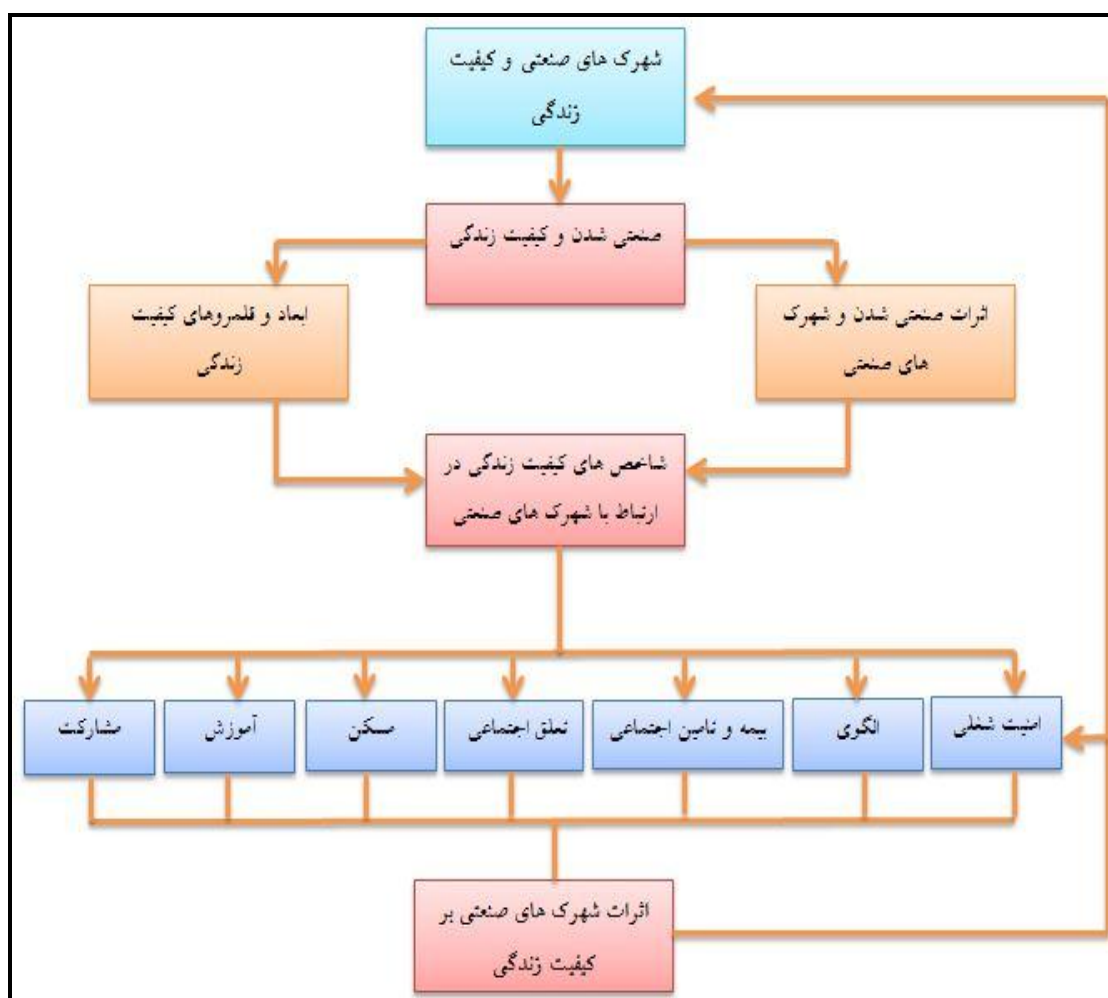 شهرک های صنعتی و کیفیت
زندگی
صنعتی شدن و کیفیت زندگی
اثرات صنعتی شدن و شهرک
های صنعتی
ابعاد و قلمروهای کیفیت
زندگی
شاخص های کیفیت زندگی در
ارتباط با شهرک های صنعتی
امنیت شغلی
الگوی
بیمه و تامین اجتماعی
تعلق اجتماعی
مسکن
آموزش
مشارکت
اثرات شهرک های صنعتی بر
کیفیت زندگی